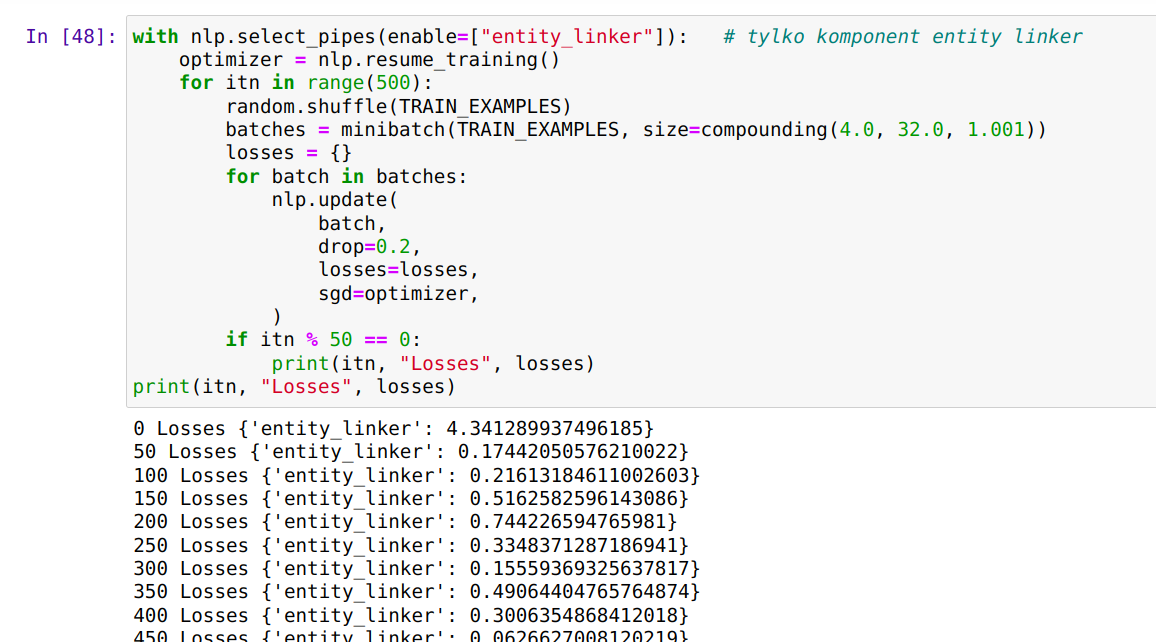 In [48]: with nlp.select_pipes(enable=["entity_linker"]):   # tylko komponent entity linker
    optimizer = nlp.resume_training()
    for itn in range(500):
        random.shuffle(TRAIN_EXAMPLES)
        batches = minibatch(TRAIN_EXAMPLES, size=compounding(4.0, 32.0, 1.001))
        losses = {}
        for batch in batches:
            nlp.update(
                batch,
                drop=0.2,
                losses=losses,
                sgd=optimizer,
            )
        if itn % 50 == 0:
            print(itn, "Losses", losses)
print(itn, "Losses", losses)
0 Losses {'entity_linker': 4.341289937496185}
50 Losses {'entity_linker': 0.17442050576210022}
100 Losses {'entity_linker': 0.21613184611002603}
150 Losses {'entity_linker': 0.5162582596143086}
200 Losses {'entity_linker': 0.744226594765981}
250 Losses {'entity_linker': 0.3348371287186941}
300 Losses {'entity_linker': 0.15559369325637817}
350 Losses {'entity_linker': 0.49064404765764874}
400 Losses {'entity_linker': 0.3006354868412018}
450 Losses {'entity_linker': 0.0626627008120219}